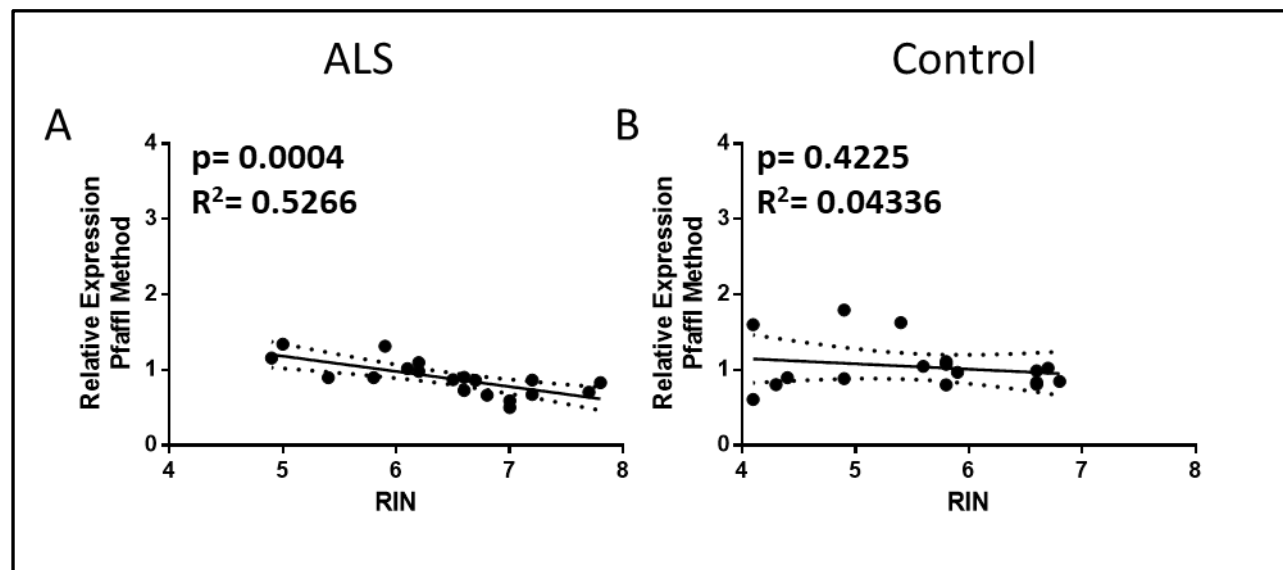 ALS
Control
A
p= 0.0004
R²= 0.5266
Relative Expression
Pfaffl Method
4
3
2
1
0
4 5 6 7 8
RIN
B
p= 0.4225
R²= 0.04336
Relative Expression
Pfaffl Method
4
3
2
1
0
4 5 6 7 8
RIN